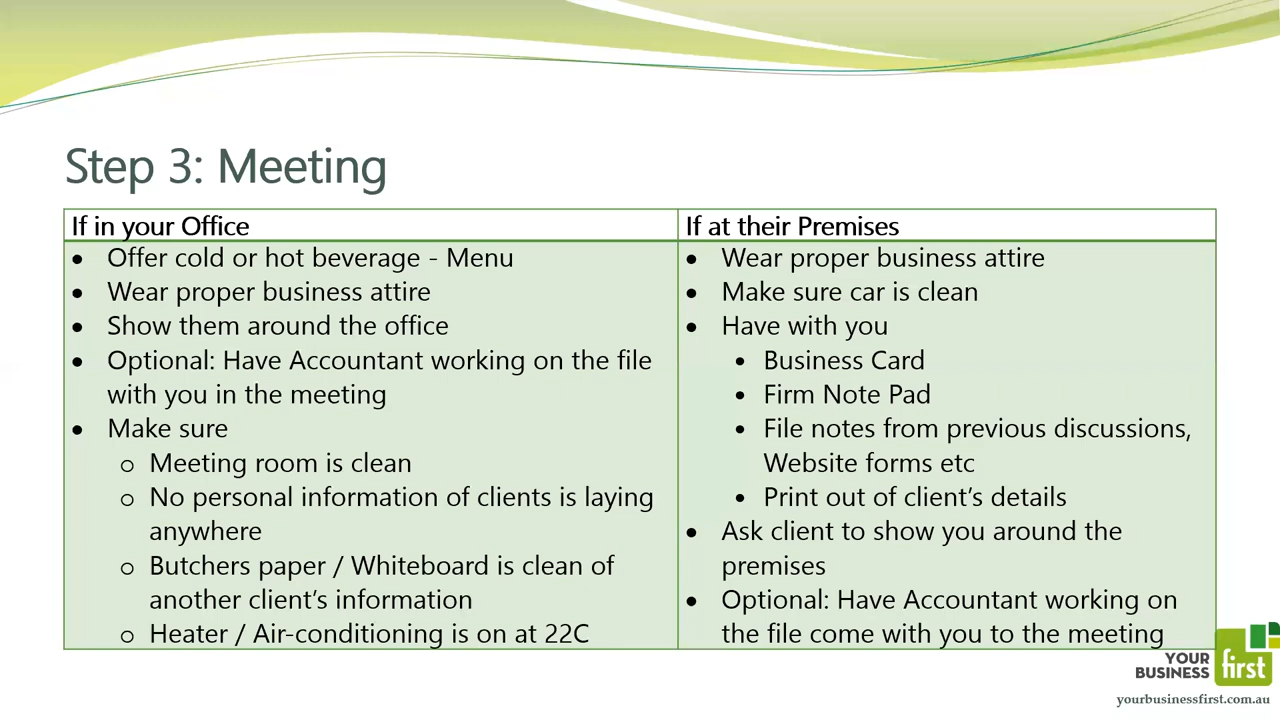 Step 3: Meeting
If in your Office
• Offer cold or hot beverage - Menu
• Wear proper business attire
• Show them around the office
• Optional: Have Accountant working on the file
with you in the meeting
• Make sure
o Meeting room is clean
o No personal information of clients is laying
anywhere
o Butchers paper / Whiteboard is clean of
another client's information
o Heater / Air-conditioning is on at 22C
If at their Premises
• Wear proper business attire
• Make sure car is clean
• Have with you
• Business Card
• Firm Note Pad
• File notes from previous discussions,
Website forms etc
• Print out of client's details
• Ask client to show you around the
premises
• Optional: Have Accountant working on
the file come with you to the meeting
YOUR
BUSINESS
first
yourbusinessfirst.com.au